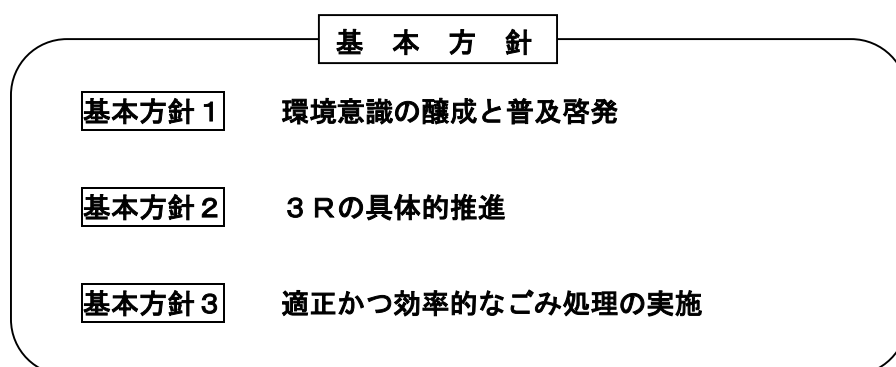 基　本　方　針
基本方針１　環境意識の醸成と普及啓発
基本方針２　３Ｒの具体的推進
基本方針３　適正かつ効率的なごみ処理の実施